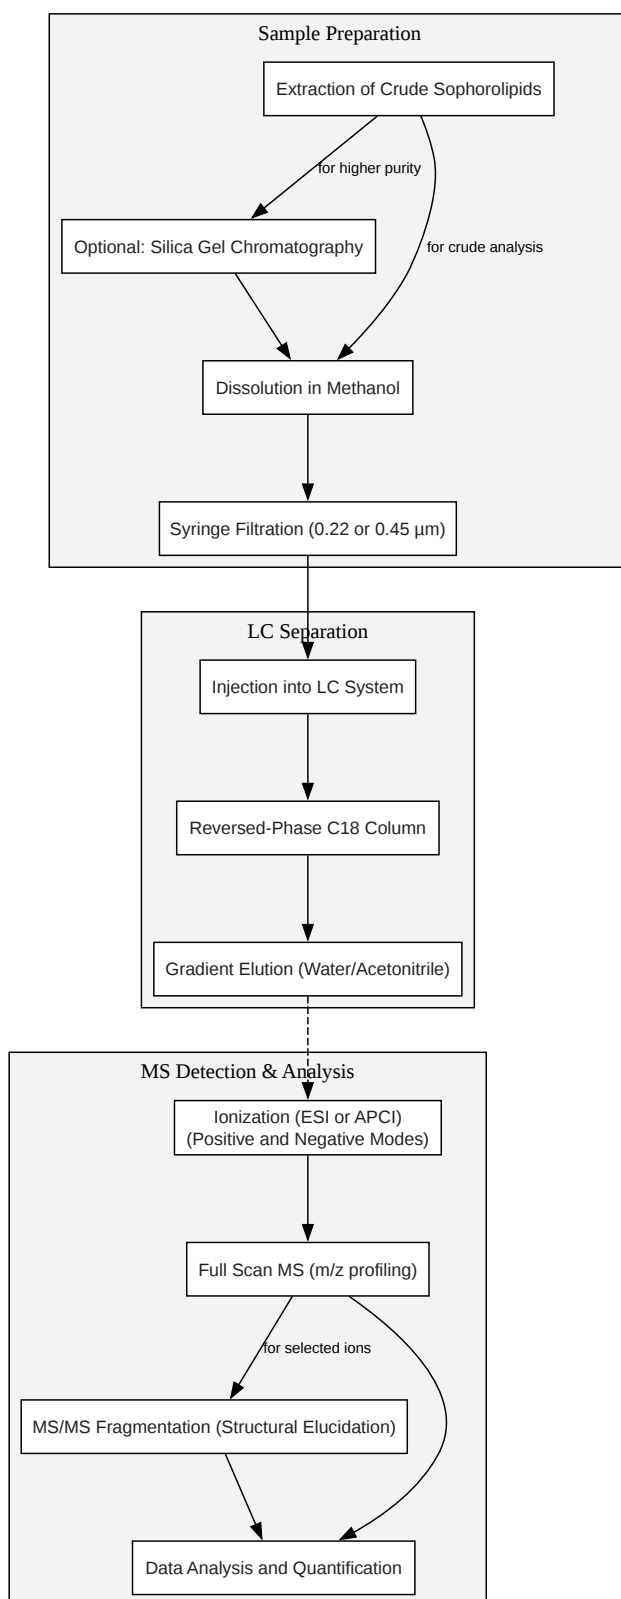 Sample Preparation
Extraction of Crude Sophorolipids
for higher purity
Optional: Silica Gel Chromatography
for crude analysis
Dissolution in Methanol
Syringe Filtration (0.22 or 0.45 µm)
LC Separation
Injection into LC System
Reversed-Phase C18 Column
Gradient Elution (Water/Acetonitrile)
MS Detection & Analysis
Ionization (ESI or APCI)
(Positive and Negative Modes)
Full Scan MS (m/z profiling)
for selected ions
MS/MS Fragmentation (Structural Elucidation)
Data Analysis and Quantification